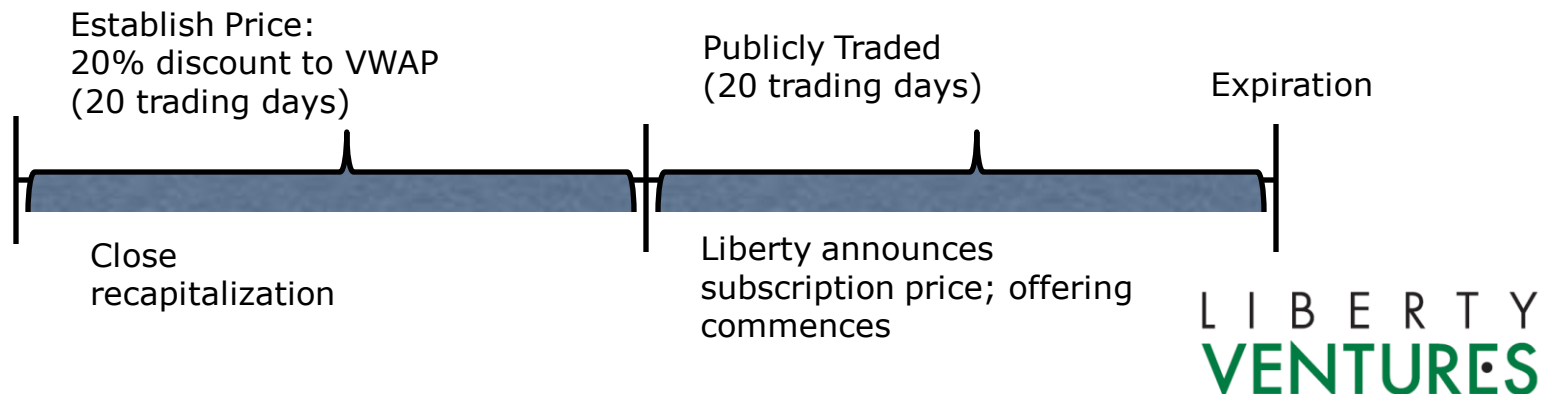 Establish Price:
20% discount to VWAP
(20 trading days)
Publicly Traded
(20 trading days)
Expiration
Close
recapitalization
Liberty announces
subscription price; offering
commences
LIBERTY
VENTURES